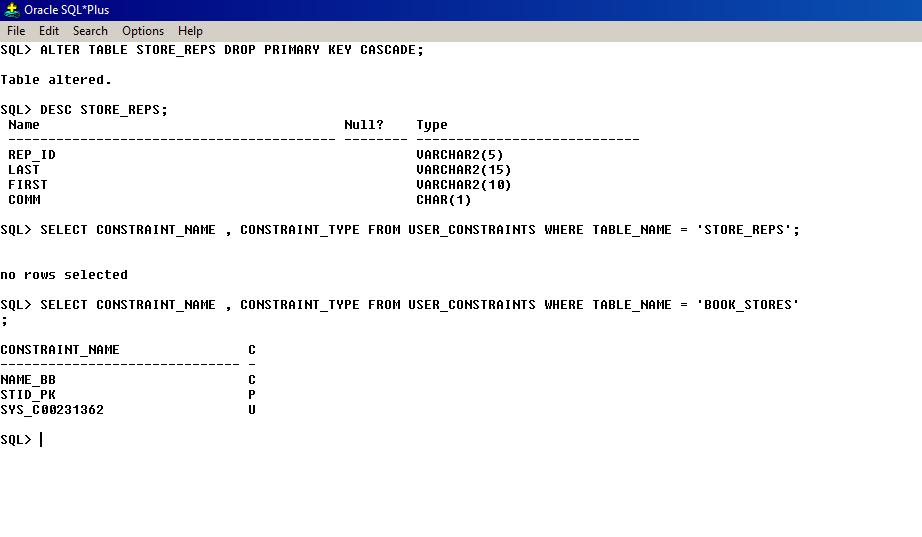 Oracle SQL*Plus
File Edit Search Options Help
SQL> ALTER TABLE STORE_REPS DROP PRIMARY KEY CASCADE;
Table altered.
SQL> DESC STORE_REPS;
 Name                                      Null?    Type
 ----------------------------------------- -------- ----------------------------
 REP_ID                                             VARCHAR2(5)
 LAST                                               VARCHAR2(15)
 FIRST                                              VARCHAR2(10)
 COMM                                               CHAR(1)
SQL> SELECT CONSTRAINT_NAME , CONSTRAINT_TYPE FROM USER_CONSTRAINTS WHERE TABLE_NAME = 'STORE_REPS';
no rows selected
SQL> SELECT CONSTRAINT_NAME , CONSTRAINT_TYPE FROM USER_CONSTRAINTS WHERE TABLE_NAME = 'BOOK_STORES'
;
CONSTRAINT_NAME                C
------------------------------ -
NAME_BB                        C
STID_PK                        P
SYS_C00231362                  U
SQL>